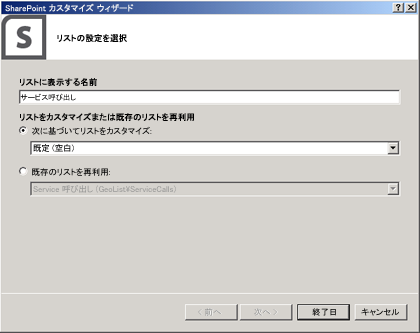 SharePoint カスタマイズ ウィザード
S
リストの設定を選択
リストに表示する名前
サービス呼び出し
リストをカスタマイズまたは既存のリストを再利用
次に基づいてリストをカスタマイズ:
既定 (空白)
既存のリストを再利用:
Service 呼び出し (GeoList¥ServiceCalls)
< 前へ
次へ >
終了日
キャンセル